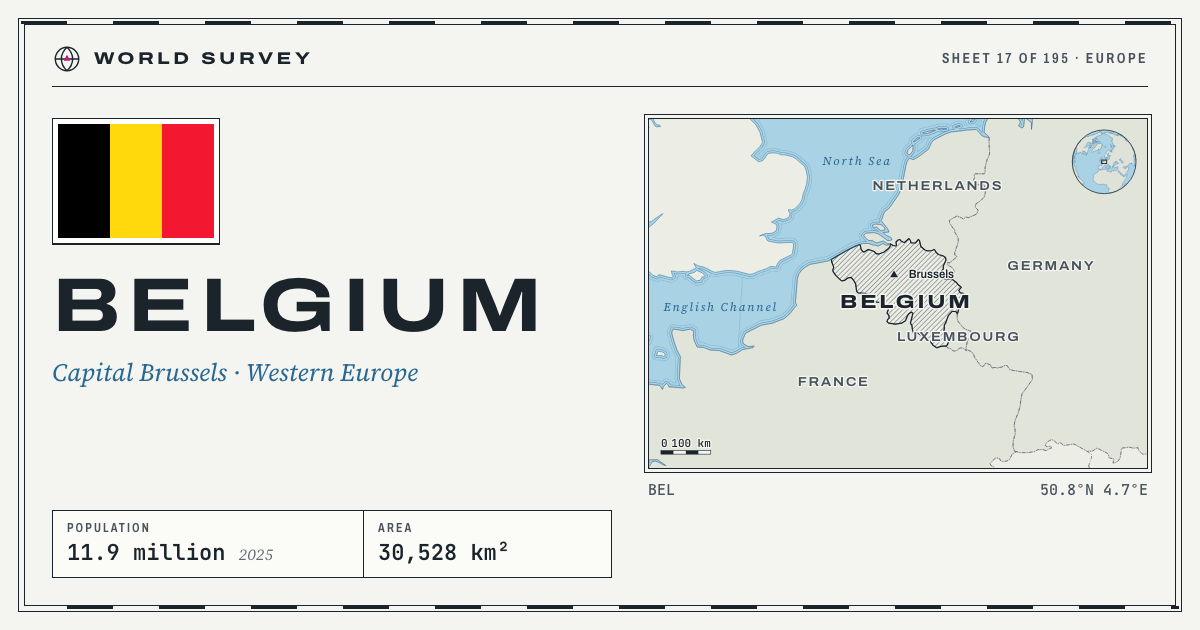 WORLD SURVEY
SHEET 17 OF 195 · EUROPE
BELGIUM
Capital Brussels · Western Europe
POPULATION
11.9 million 2025
AREA
30,528 km²
North Sea
NETHERLANDS
GERMANY
Brussels
BELGIUM
English Channel
LUXEMBOURG
FRANCE
0 100 km
BEL
50.8°N 4.7°E